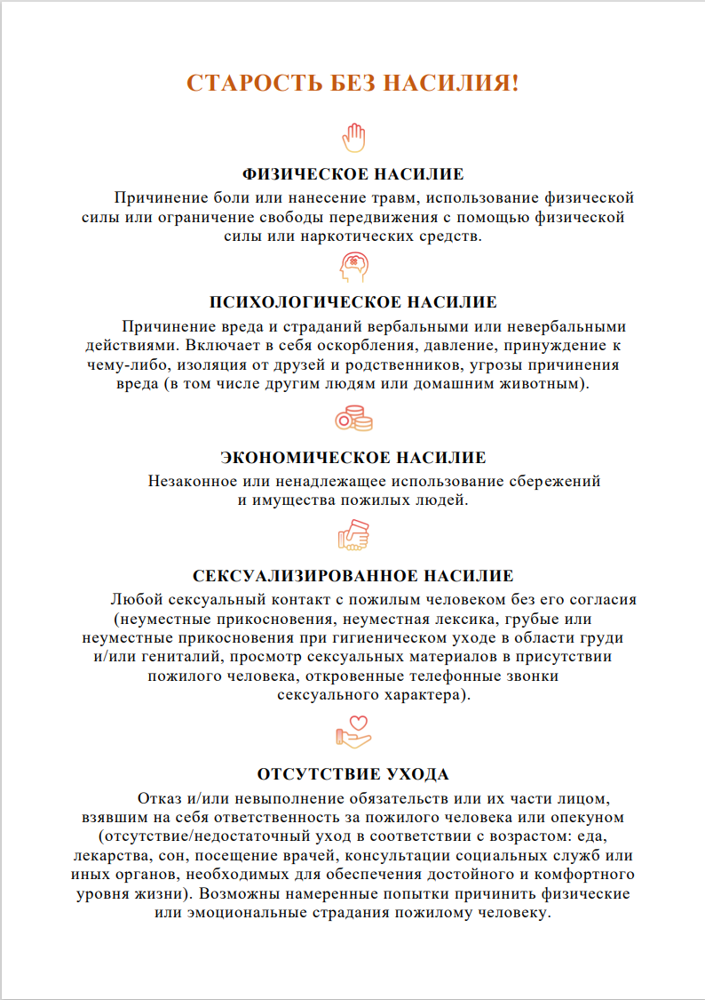 СТАРОСТЬ БЕЗ НАСИЛИЯ!
ФИЗИЧЕСКОЕ НАСИЛИЕ
Причинение боли или нанесение травм, использование физической
силы или ограничение свободы передвижения с помощью физической
силы или наркотических средств.
ПСИХОЛОГИЧЕСКОЕ НАСИЛИЕ
Причинение вреда и страданий вербальными или невербальными
действиями. Включает в себя оскорбления, давление, принуждение к
чему-либо, изоляция от друзей и родственников, угрозы причинения
вреда (в том числе другим людям или домашним животным).
ЭКОНОМИЧЕСКОЕ НАСИЛИЕ
Незаконное или ненадлежащее использование сбережений
и имущества пожилых людей.
СЕКСУАЛИЗИРОВАННОЕ НАСИЛИЕ
Любой сексуальный контакт с пожилым человеком без его согласия
(неуместные прикосновения, неуместная лексика, грубые или
неуместные прикосновения при гигиеническом уходе в области груди
и/или гениталий, просмотр сексуальных материалов в присутствии
пожилого человека, откровенные телефонные звонки
сексуального характера).
ОТСУТСТВИЕ УХОДА
Отказ и/или невыполнение обязательств или их части лицом,
взявшим на себя ответственность за пожилого человека или опекуном
(отсутствие/недостаточный уход в соответствии с возрастом: еда,
лекарства, сон, посещение врачей, консультации социальных служб или
иных органов, необходимых для обеспечения достойного и комфортного
уровня жизни). Возможны намеренные попытки причинить физические
или эмоциональные страдания пожилому человеку.